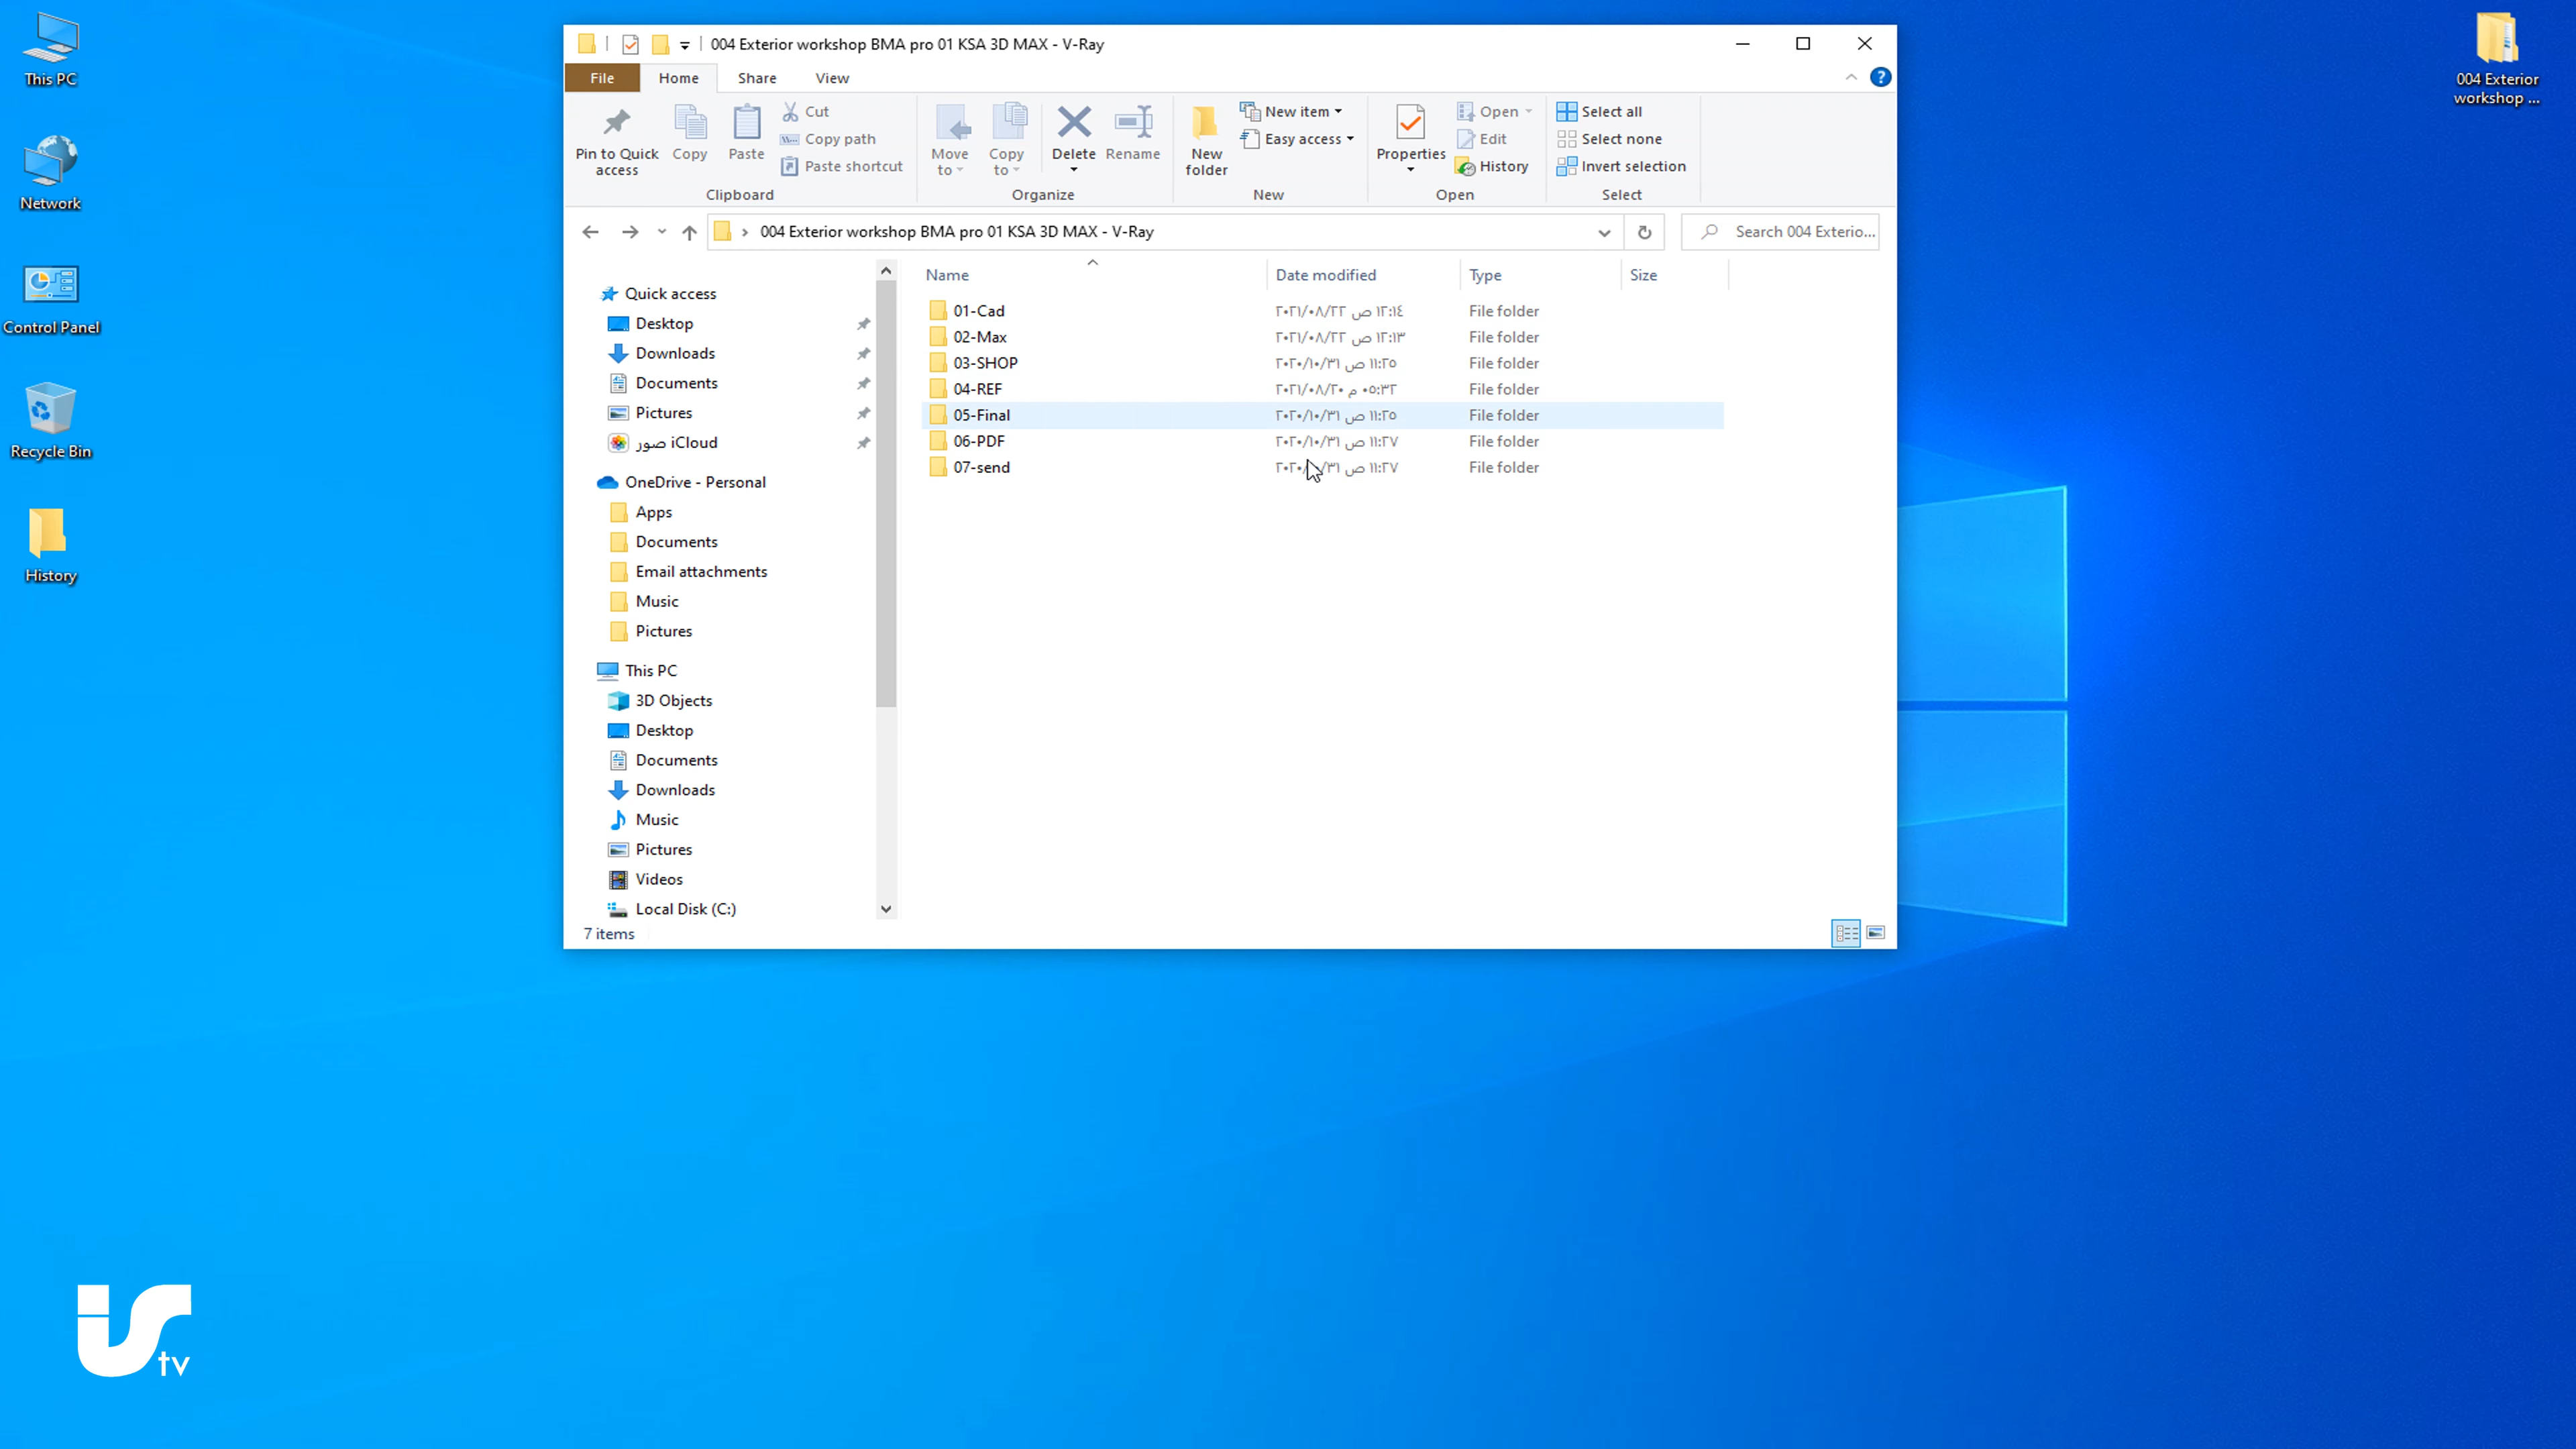 This PC
Network
Control Panel
Recycle Bin
History
004 Exterior
workshop ...
004 Exterior workshop BMA pro 01 KSA 3D MAX - V-Ray
File Home Share View
Pin to Quick
access
Copy
Paste
Cut
Copy path
Paste shortcut
Clipboard
Move
to
Copy
to
Delete
Rename
Organize
New
folder
New item
Easy access
New
Properties
Open
Edit
History
Open
Select all
Select none
Invert selection
Select
004 Exterior workshop BMA pro 01 KSA 3D MAX - V-Ray
Search 004 Exterio...
Quick access
Desktop
Downloads
Documents
Pictures
صور iCloud
OneDrive - Personal
Apps
Documents
Email attachments
Music
Pictures
This PC
3D Objects
Desktop
Documents
Downloads
Music
Pictures
Videos
Local Disk (C:)
Name Date modified Type Size
01-Cad ٢٠٢١/٠٨/٢٣ ص ١٢:١٤ File folder
02-Max ٢٠٢١/٠٨/٢٣ ص ١٢:١٣ File folder
03-SHOP ٢٠٢٠/١٠/٣١ ص ١١:٢٥ File folder
04-REF ٢٠٢١/٠٨/٢٠ م ٠٥:٣٢ File folder
05-Final ٢٠٢٠/١٠/٣١ ص ١١:٢٥ File folder
06-PDF ٢٠٢٠/١٠/٣١ ص ١١:٢٧ File folder
07-send ص ١١:٢٧ File folder
7 items
tv